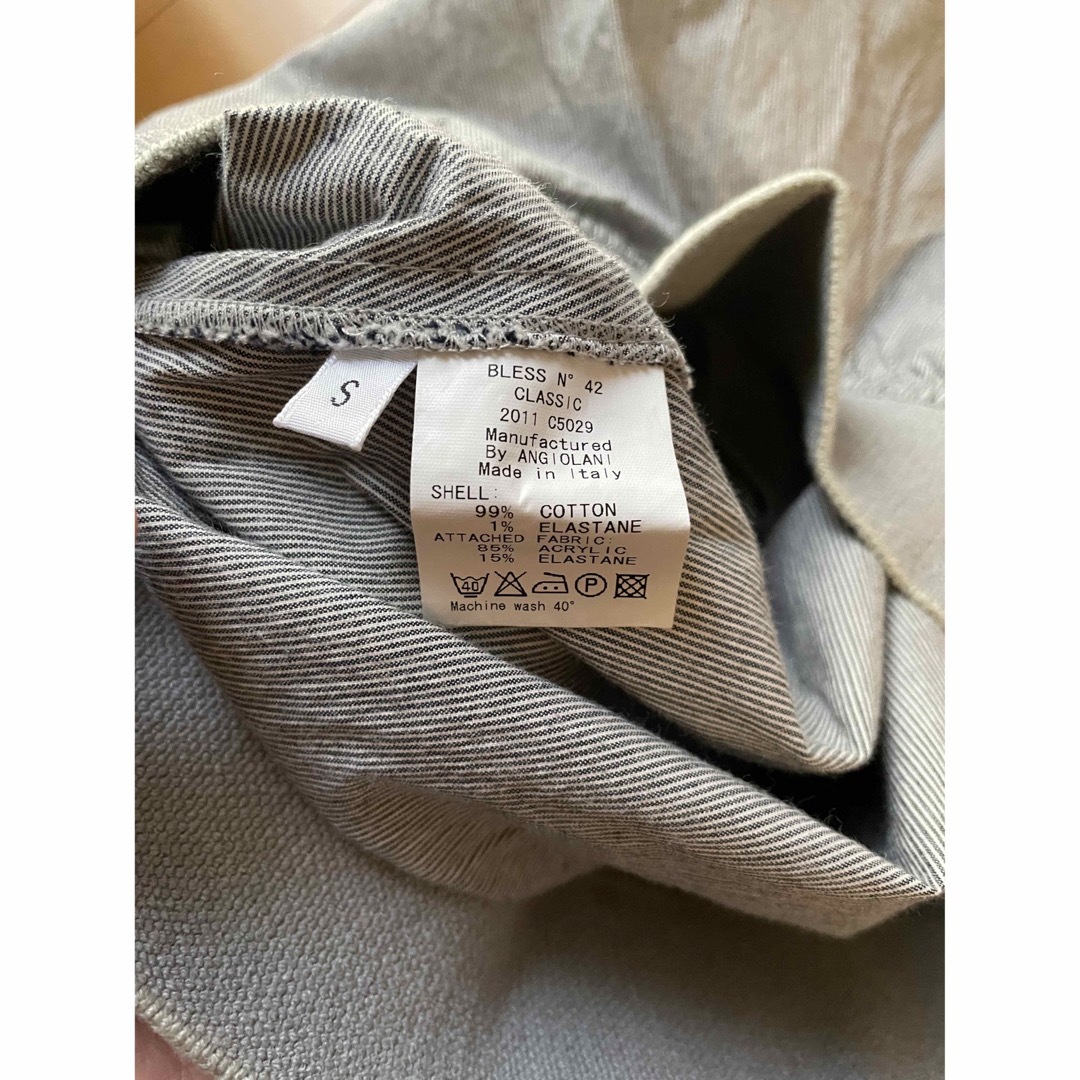 S
BLESS N° 42
CLASSIC
2011 C5029
Manufactured
By ANGIOLANI
Made in Italy
SHELL:
99% COTTON
1% ELASTANE
ATTACHED FABRIC:
85% ACRYLIC
15% ELASTANE
40 P
Machine wash 40°